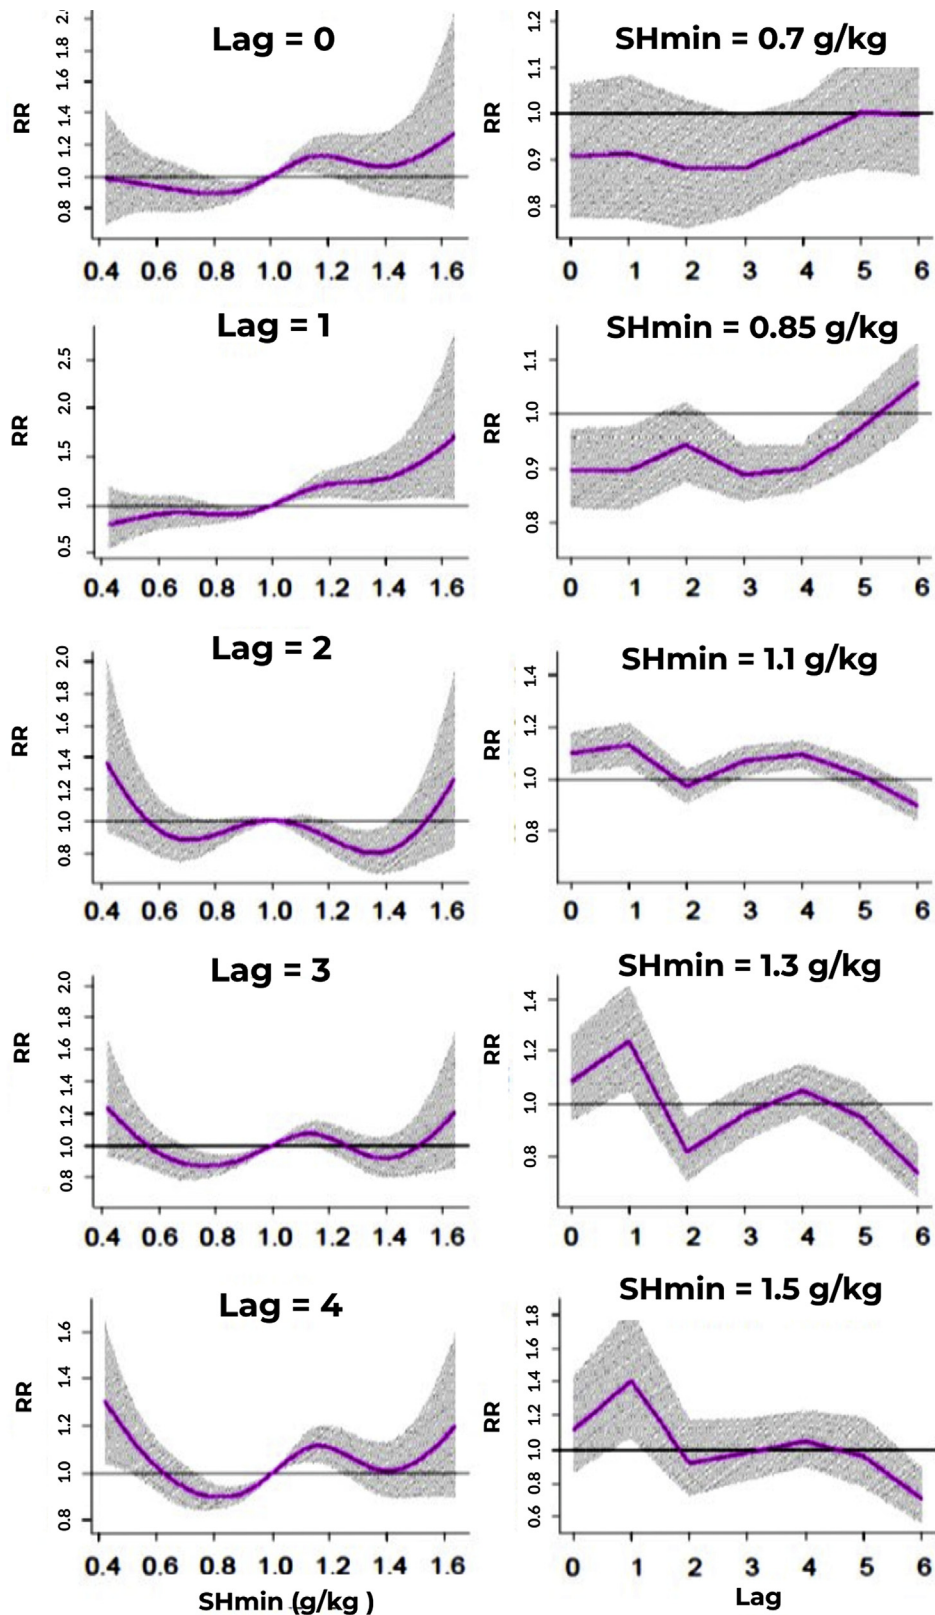 Lag = 0
RR
2.
1.8
1.6
1.4
1.2
1.0
0.8
0.4 0.6 0.8 1.0 1.2 1.4 1.6
SHmin = 0.7 g/kg
RR
1.2
1.1
1.0
0.9
0.8
0 1 2 3 4 5 6
Lag = 1
RR
2.5
2.0
1.5
1.0
0.5
0.4 0.6 0.8 1.0 1.2 1.4 1.6
SHmin = 0.85 g/kg
RR
1.1
1.0
0.9
0.8
0 1 2 3 4 5 6
Lag = 2
RR
2.0
1.8
1.6
1.4
1.2
1.0
0.8
0.4 0.6 0.8 1.0 1.2 1.4 1.6
SHmin = 1.1 g/kg
RR
1.4
1.2
1.0
0.8
0 1 2 3 4 5 6
Lag = 3
RR
2.0
1.8
1.6
1.4
1.2
1.0
0.8
0.4 0.6 0.8 1.0 1.2 1.4 1.6
SHmin = 1.3 g/kg
RR
1.4
1.2
1.0
0.8
0 1 2 3 4 5 6
Lag = 4
RR
1.6
1.4
1.2
1.0
0.8
0.4 0.6 0.8 1.0 1.2 1.4 1.6
SHmin (g/kg )
SHmin = 1.5 g/kg
RR
1.8
1.4
1.2
1.0
0.8
0.6
0 1 2 3 4 5 6
Lag